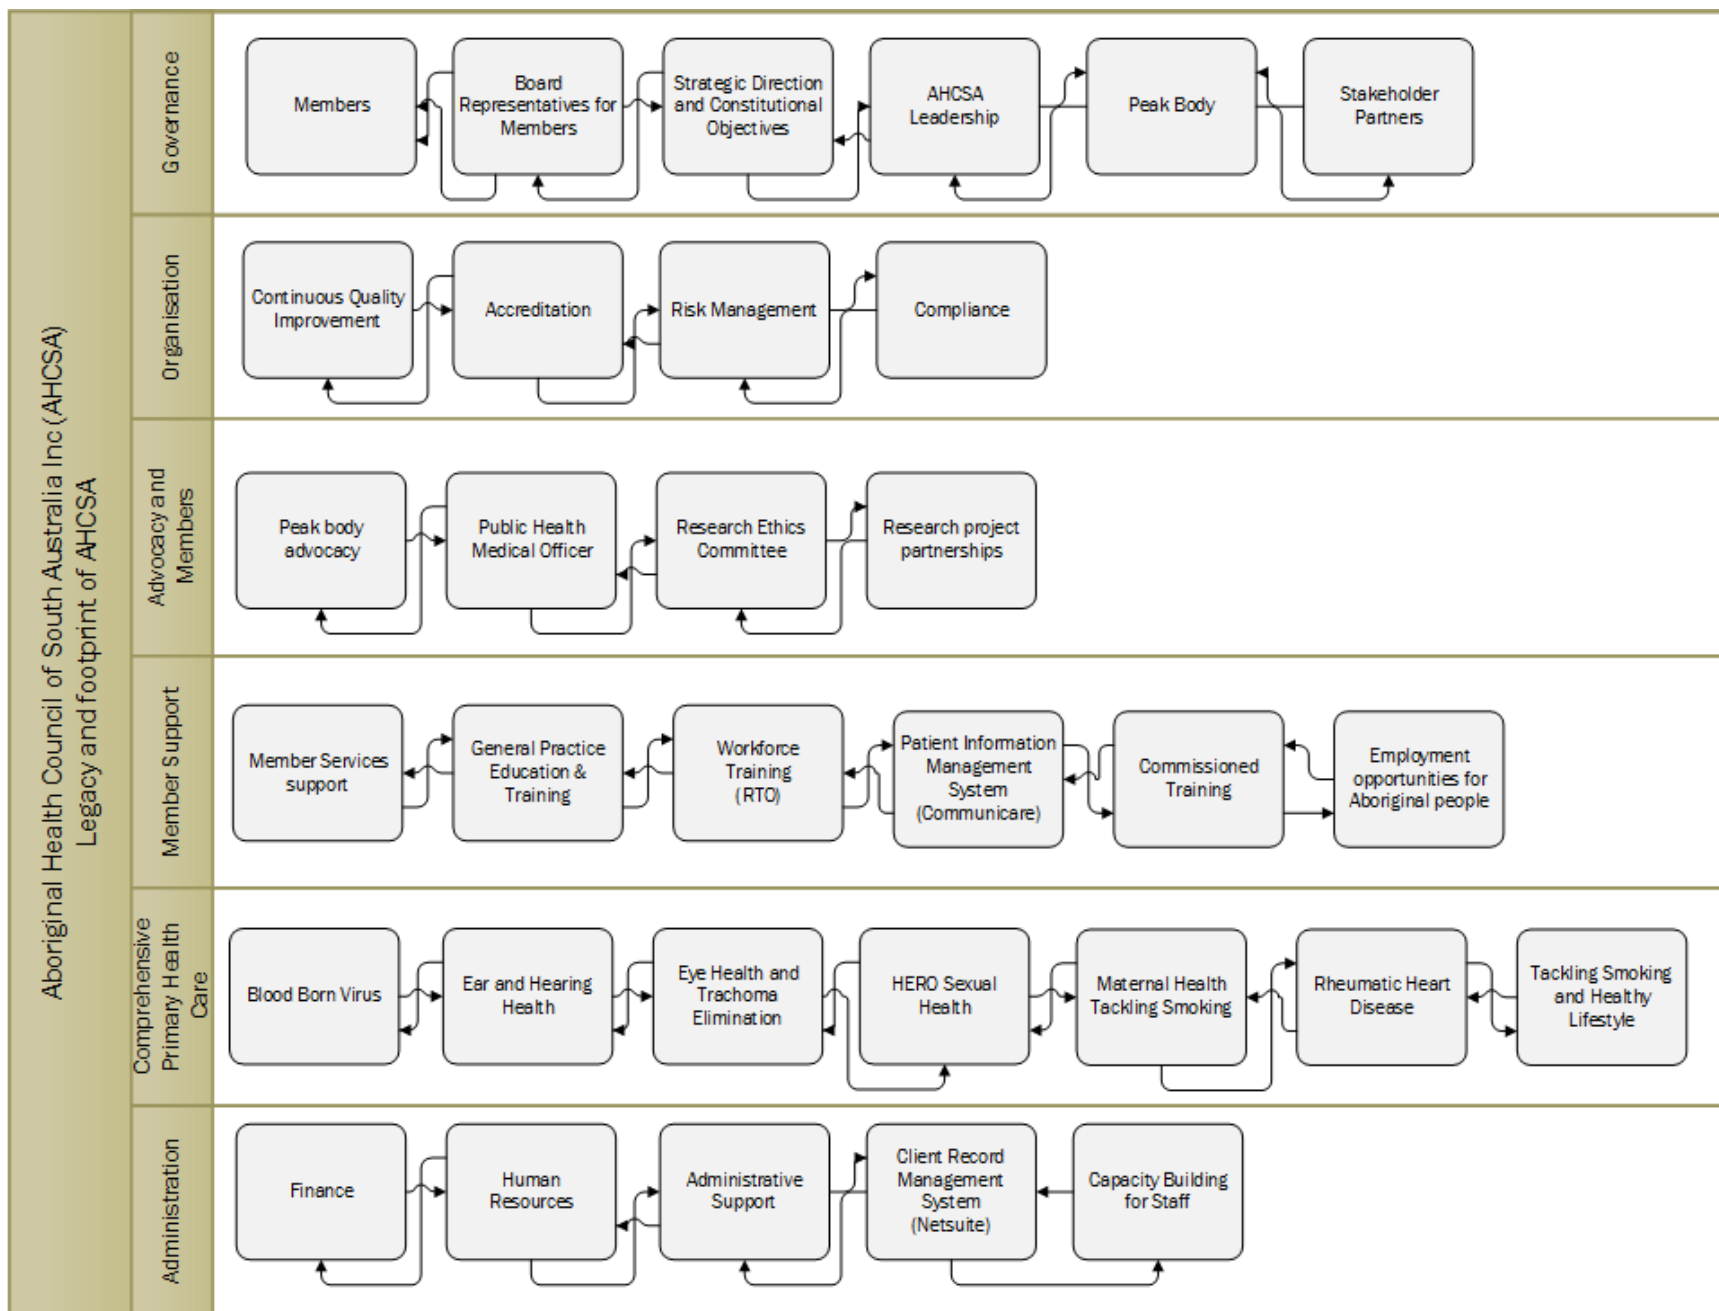 Aboriginal Health Council of South Australia Inc (AHCSA)
Legacy and footprint of AHCSA
Governance
Members
Board
Representatives for
Members
Strategic Direction
and Constitutional
Objectives
AHCSA
Leadership
Peak Body
Stakeholder
Partners
Organisation
Continuous Quality
Improvement
Accreditation
Risk Management
Compliance
Advocacy and
Members
Peak body
advocacy
Public Health
Medical Officer
Research Ethics
Committee
Research project
partnerships
Member Support
Member Services
support
General Practice
Education &
Training
Workforce
Training
(RTO)
Patient Information
Management
System
(Communicare)
Commissioned
Training
Employment
opportunities for
Aboriginal people
Comprehensive
Primary Health
Care
Blood Born Virus
Ear and Hearing
Health
Eye Health and
Trachoma
Elimination
HERO Sexual
Health
Maternal Health
Tackling Smoking
Rheumatic Heart
Disease
Tackling Smoking
and Healthy
Lifestyle
Administration
Finance
Human
Resources
Administrative
Support
Client Record
Management
System
(Netsuite)
Capacity Building
for Staff